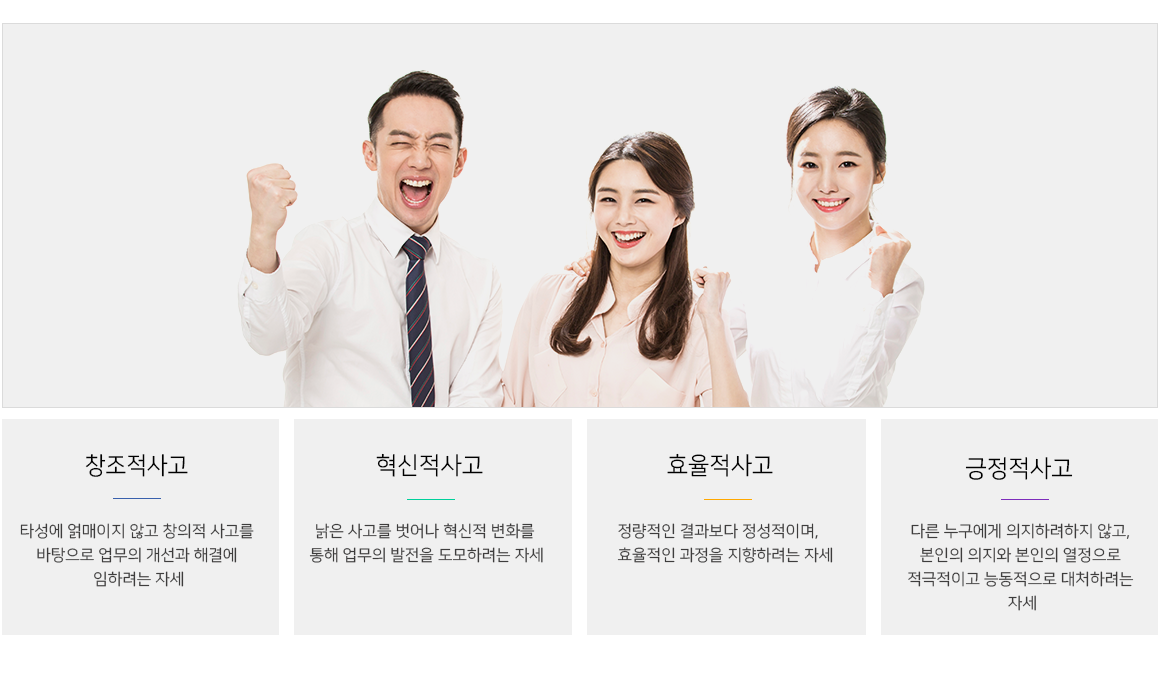 창조적사고
타성에 얽매이지 않고 창의적 사고를
바탕으로 업무의 개선과 해결에
임하려는 자세
혁신적사고
낡은 사고를 벗어나 혁신적 변화를
통해 업무의 발전을 도모하려는 자세
효율적사고
정량적인 결과보다 정성적이며,
효율적인 과정을 지향하려는 자세
긍정적사고
다른 누구에게 의지하려하지 않고,
본인의 의지와 본인의 열정으로
적극적이고 능동적으로 대처하려는
자세